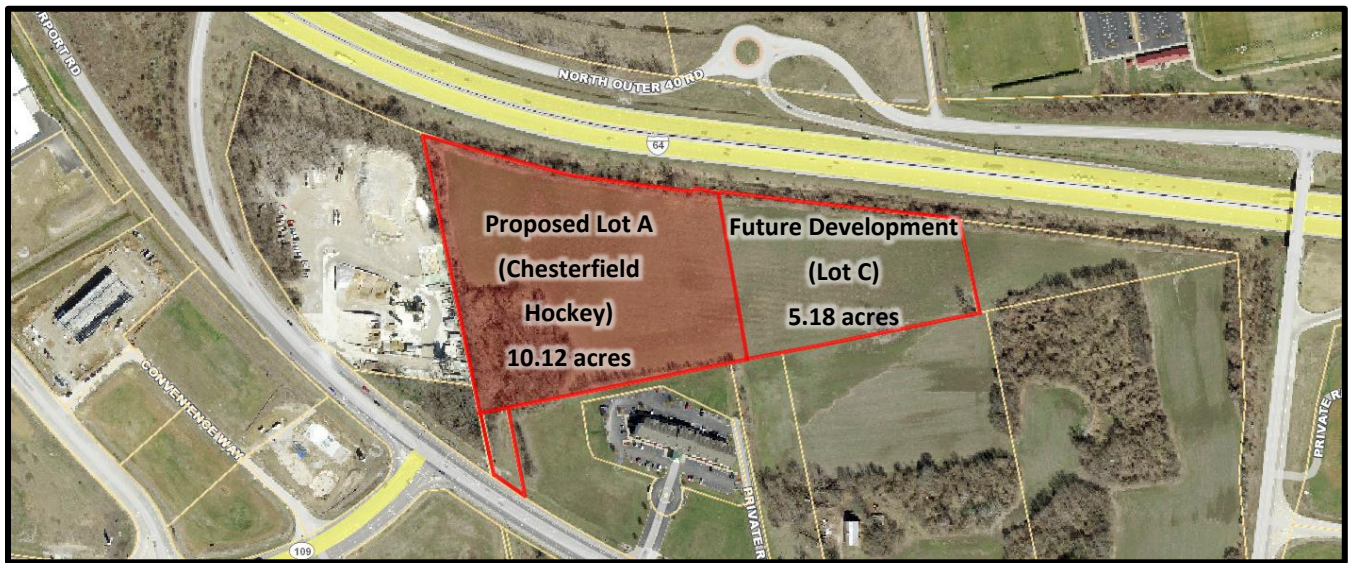 AIRPORT RD
NORTH OUTER 40 RD
64
Proposed Lot A
(Chesterfield
Hockey)
10.12 acres
Future Development
(Lot C)
5.18 acres
CONVENIENCE WAY
109
PRIVATE R
PRIVATE R